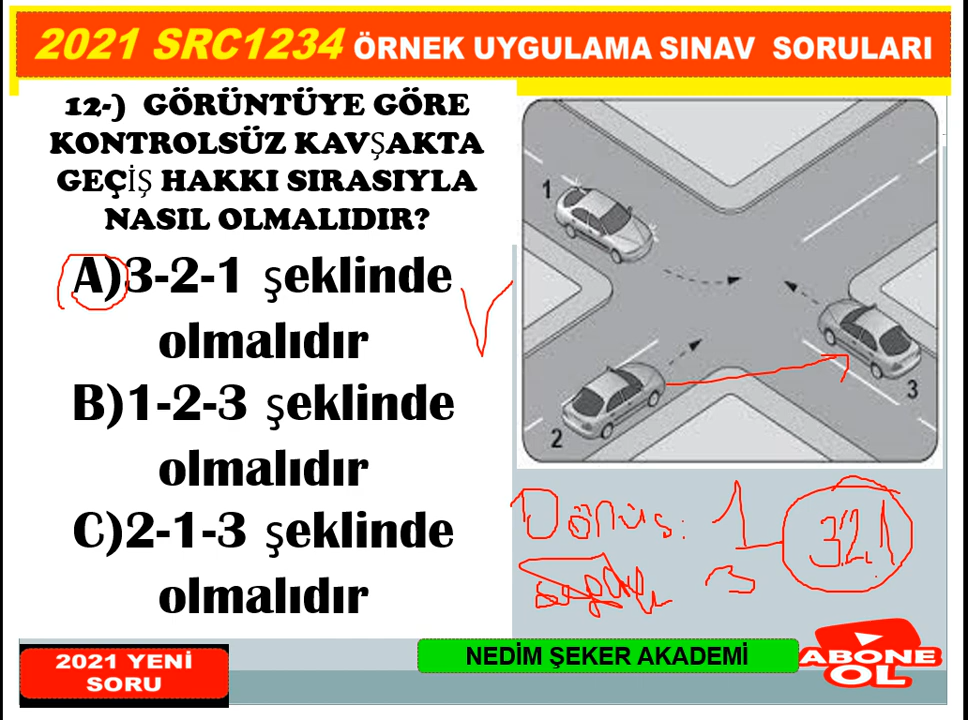 2021 SRC1234 ÖRNEK UYGULAMA SINAV SORULARI
12-) GÖRÜNTÜYE GÖRE
KONTROLSÜZ KAVŞAKTA
GEÇİŞ HAKKI SIRASIYLA
NASIL OLMALIDIR?
A)3-2-1 şeklinde
olmalıdır
B)1-2-3 şeklinde
olmalıdır
C)2-1-3 şeklinde
olmalıdır
1
2
3
Dönüş: 1
3
3.2.1
2021 YENİ
SORU
NEDİM ŞEKER AKADEMİ
ABONE
OL